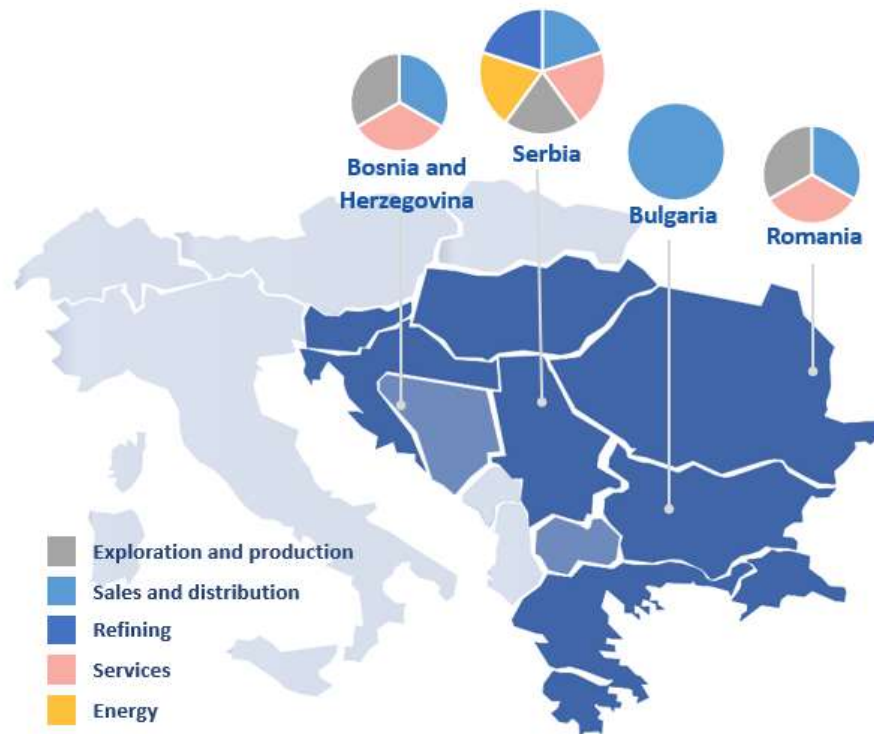 Bosnia and
Herzegovina
Serbia
Bulgaria
Romania
Exploration and production
Sales and distribution
Refining
Services
Energy